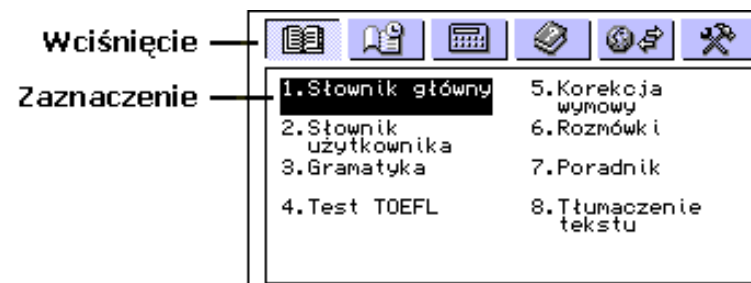 Wciśnięcie
Zaznaczenie
1.Słownik główny
2.Słownik
użytkownika
3.Gramatyka
4.Test TOEFL
5.Korekcja
wymowy
6.Rozmówki
7.Poradnik
8.Tłumaczenie
tekstu